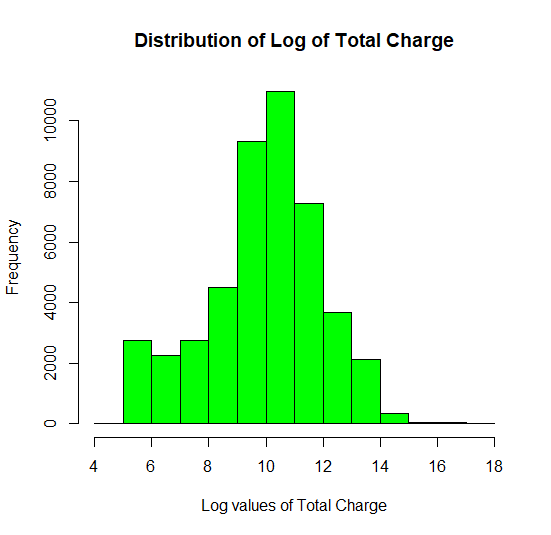 Distribution of Log of Total Charge
Frequency
10000
8000
6000
4000
2000
0
4 6 8 10 12 14 16 18
Log values of Total Charge